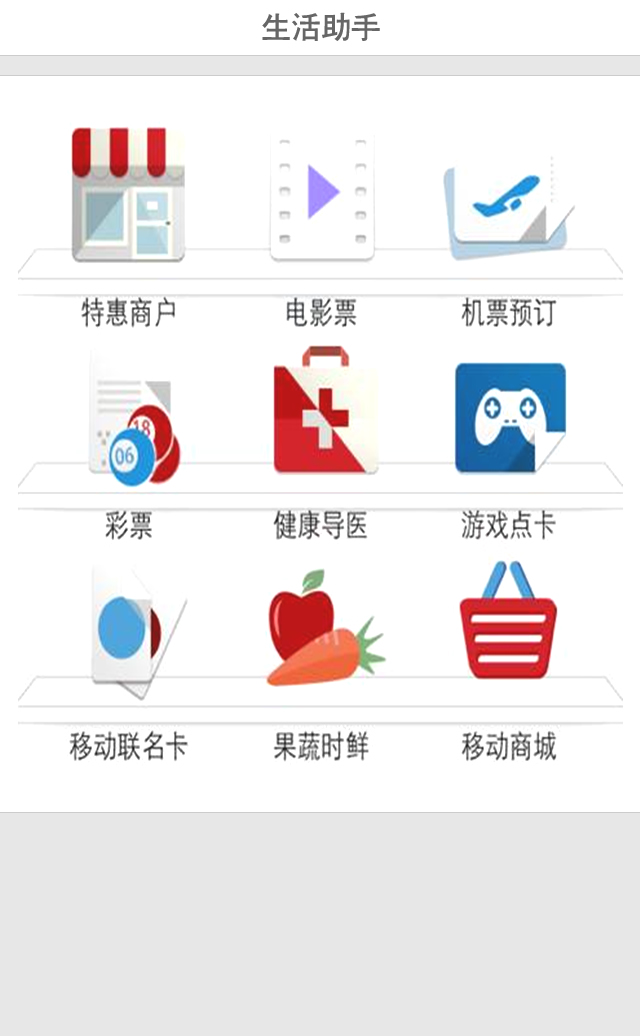 生活助手
特惠商户 电影票 机票预订
18
06
彩票 健康导医 游戏点卡
移动联名卡 果蔬时鲜 移动商城